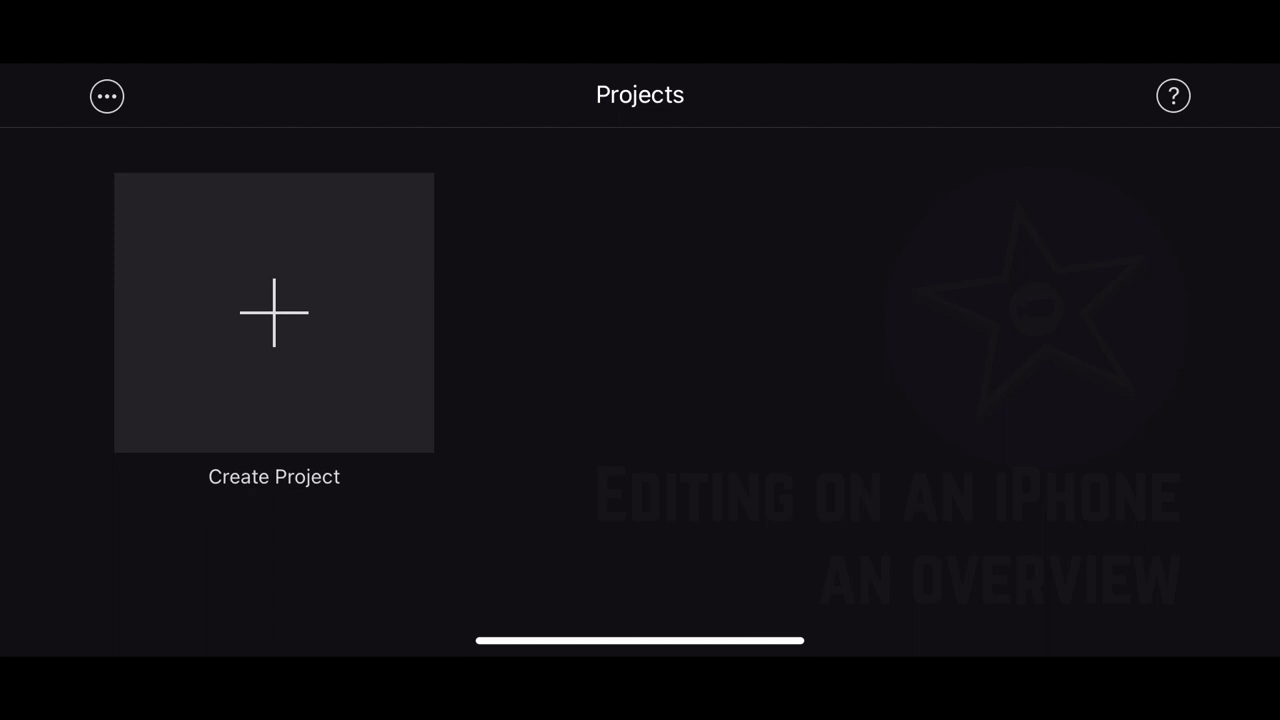 Projects
?
Create Project
EDITING ON AN IPHONE
AN OVERVIEW